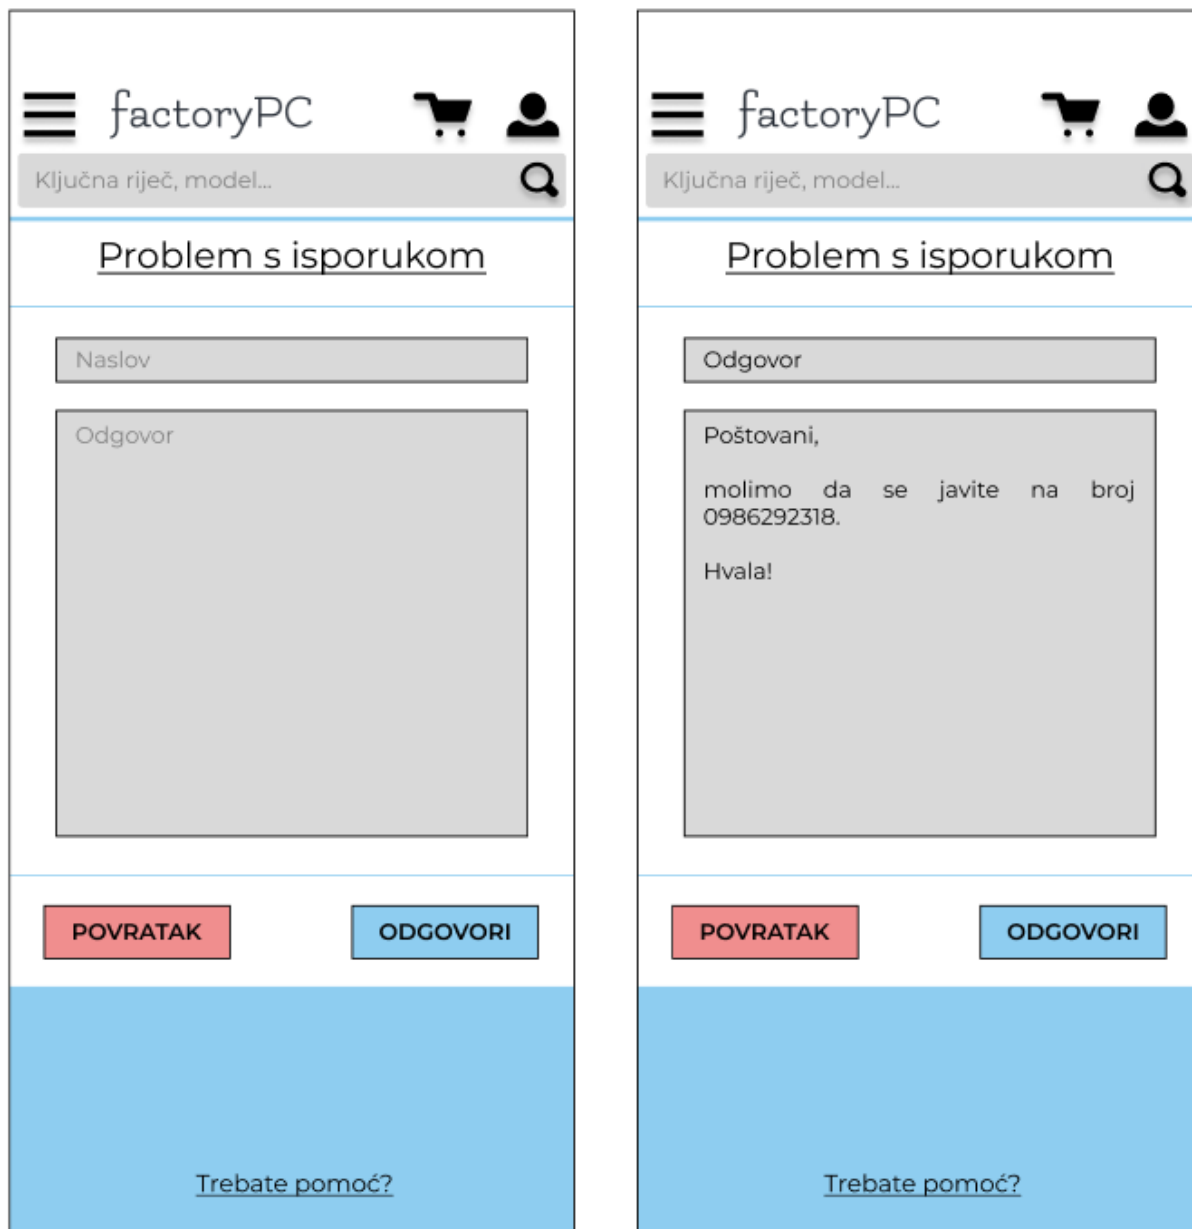 factoryPC
Ključna riječ, model...
Problem s isporukom
Naslov
Odgovor
POVRATAK
ODGOVORI
Trebate pomoć?
factoryPC
Ključna riječ, model...
Problem s isporukom
Odgovor
Poštovani,
molimo da se javite na broj
0986292318.
Hvala!
POVRATAK
ODGOVORI
Trebate pomoć?